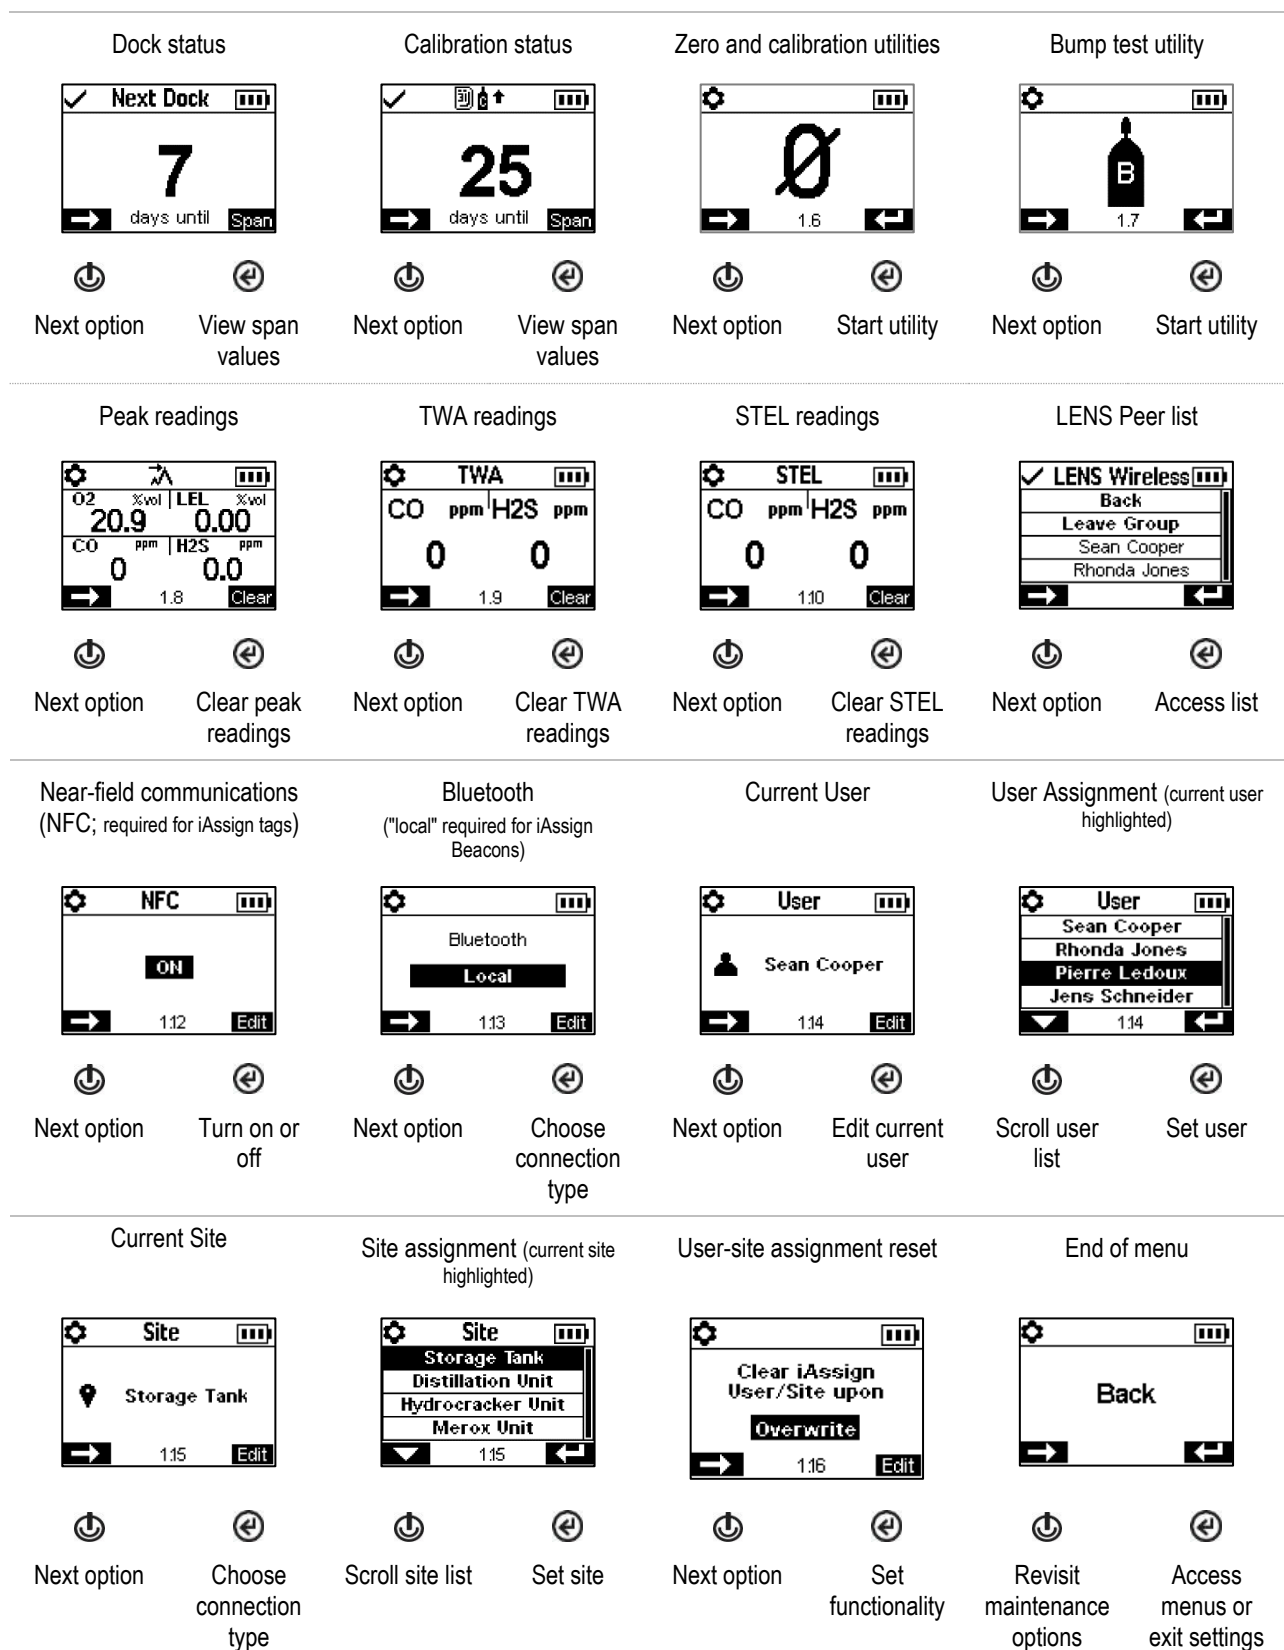 Dock status
Calibration status
Zero and calibration utilities
Bump test utility
Next Dock
7
days until
Span
25
days until
Span
1.6
B
1.7
Next option
View span
values
Next option
View span
values
Next option
Start utility
Next option
Start utility
Peak readings
TWA readings
STEL readings
LENS Peer list
O2 %vol LEL %vol
20.9 0.00
CO ppm H2S ppm
0 0.0
1.8
Clear
TWA
CO ppm H2S ppm
0 0
1.9
Clear
STEL
CO ppm H2S ppm
0 0
1.10
Clear
LENS Wireless
Back
Leave Group
Sean Cooper
Rhonda Jones
Next option
Clear peak
readings
Next option
Clear TWA
readings
Next option
Clear STEL
readings
Next option
Access list
Near-field communications
(NFC; required for iAssign tags)
Bluetooth
("local" required for iAssign
Beacons)
Current User
User Assignment (current user
highlighted)
NFC
ON
1.12
Edit
Bluetooth
Local
1.13
Edit
User
Sean Cooper
1.14
Edit
User
Sean Cooper
Rhonda Jones
Pierre Ledoux
Jens Schneider
1.14
Next option
Turn on or
off
Next option
Choose
connection
type
Next option
Edit current
user
Scroll user
list
Set user
Current Site
Site assignment (current site
highlighted)
User-site assignment reset
End of menu
Site
Storage Tank
1.15
Edit
Site
Storage Tank
Distillation Unit
Hydrocracker Unit
Merox Unit
1.15
Clear iAssign
User/Site upon
Overwrite
1.16
Edit
Back
Next option
Choose
connection
type
Scroll site list
Set site
Next option
Set
functionality
Revisit
maintenance
options
Access
menus or
exit settings